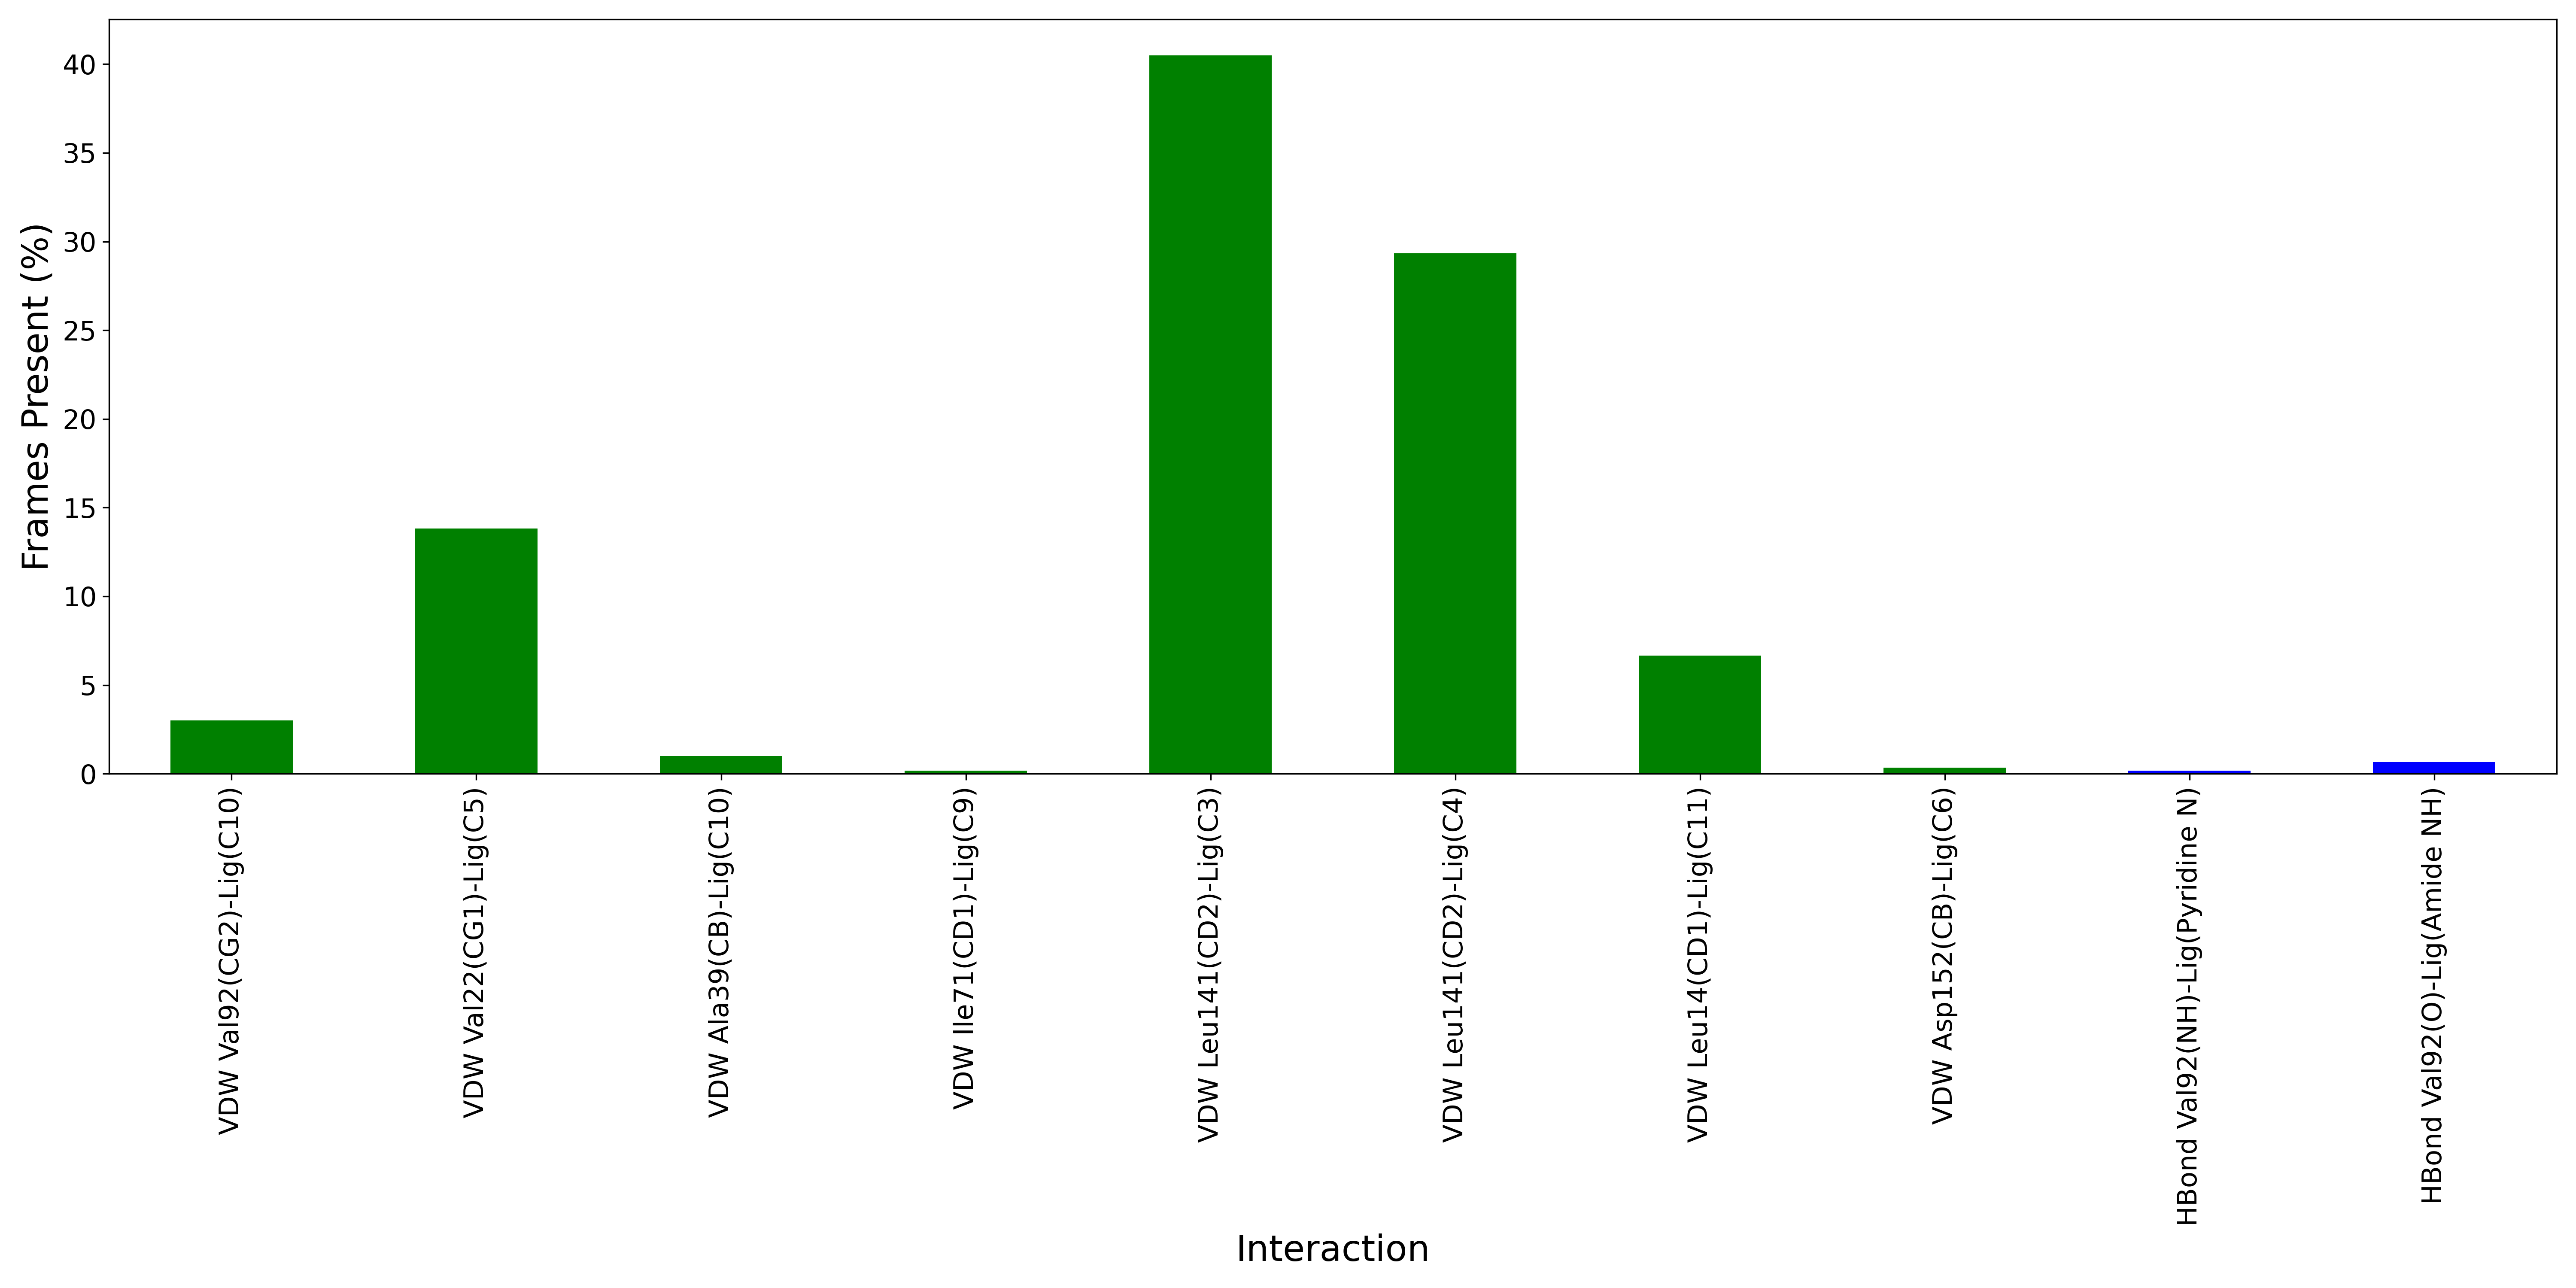 Frames Present (%)
40
35
30
25
20
15
10
5
0
VDW Val92(CG2)-Lig(C10)
VDW Val22(CG1)-Lig(C5)
VDW Ala39(CB)-Lig(C10)
VDW Ile71(CD1)-Lig(C9)
VDW Leu141(CD2)-Lig(C3)
VDW Leu141(CD2)-Lig(C4)
VDW Leu14(CD1)-Lig(C11)
VDW Asp152(CB)-Lig(C6)
HBond Val92(NH)-Lig(Pyridine N)
HBond Val92(O)-Lig(Amide NH)
Interaction